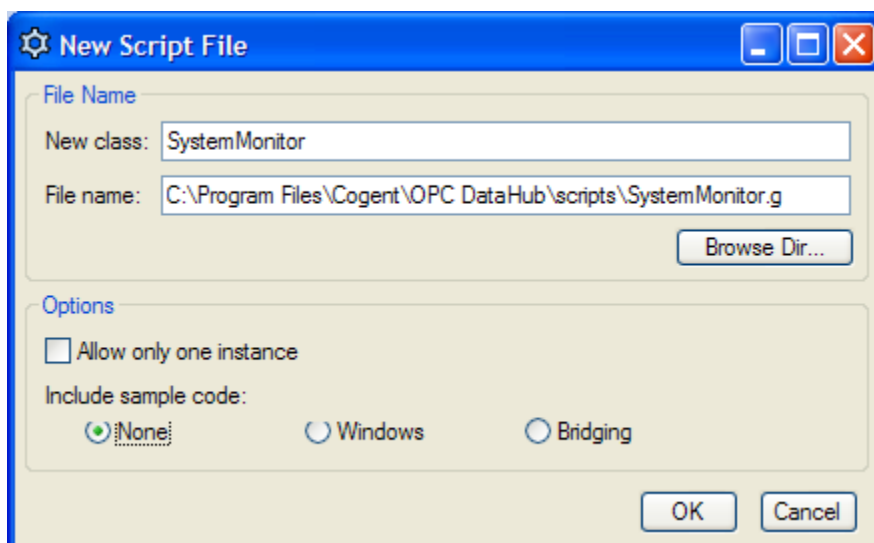 New Script File
File Name
New class: SystemMonitor
File name: C:\Program Files\Cogent\OPC DataHub\scripts\SystemMonitor.g
Browse Dir...
Options
Allow only one instance
Include sample code:
None Windows Bridging
OK Cancel